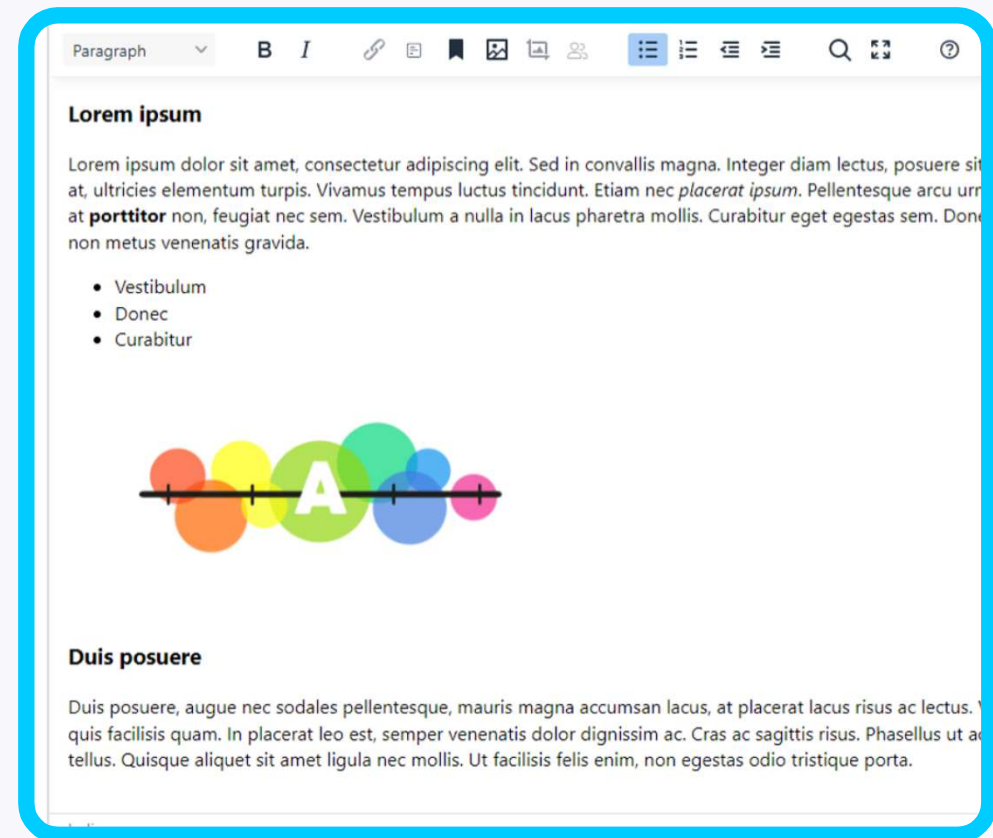 Paragraph
B I
Lorem ipsum
Lorem ipsum dolor sit amet, consectetur adipiscing elit. Sed in convallis magna. Integer diam lectus, posuere sit
at, ultricies elementum turpis. Vivamus tempus luctus tincidunt. Etiam nec placerat ipsum. Pellentesque arcu
at porttitor non, feugiat nec sem. Vestibulum a nulla in lacus pharetra mollis. Curabitur eget egestas sem.
non metus venenatis gravida.
Vestibulum
Donec
Curabitur
A
Duis posuere
Duis posuere, augue nec sodales pellentesque, mauris magna accumsan lacus, at placerat lacus risus ac lectus.
quis facilisis quam. In placerat leo est, semper venenatis dolor dignissim ac. Cras ac sagittis risus. Phasellus ut
tellus. Quisque aliquet sit amet ligula nec mollis. Ut facilisis felis enim, non egestas odio tristique porta.